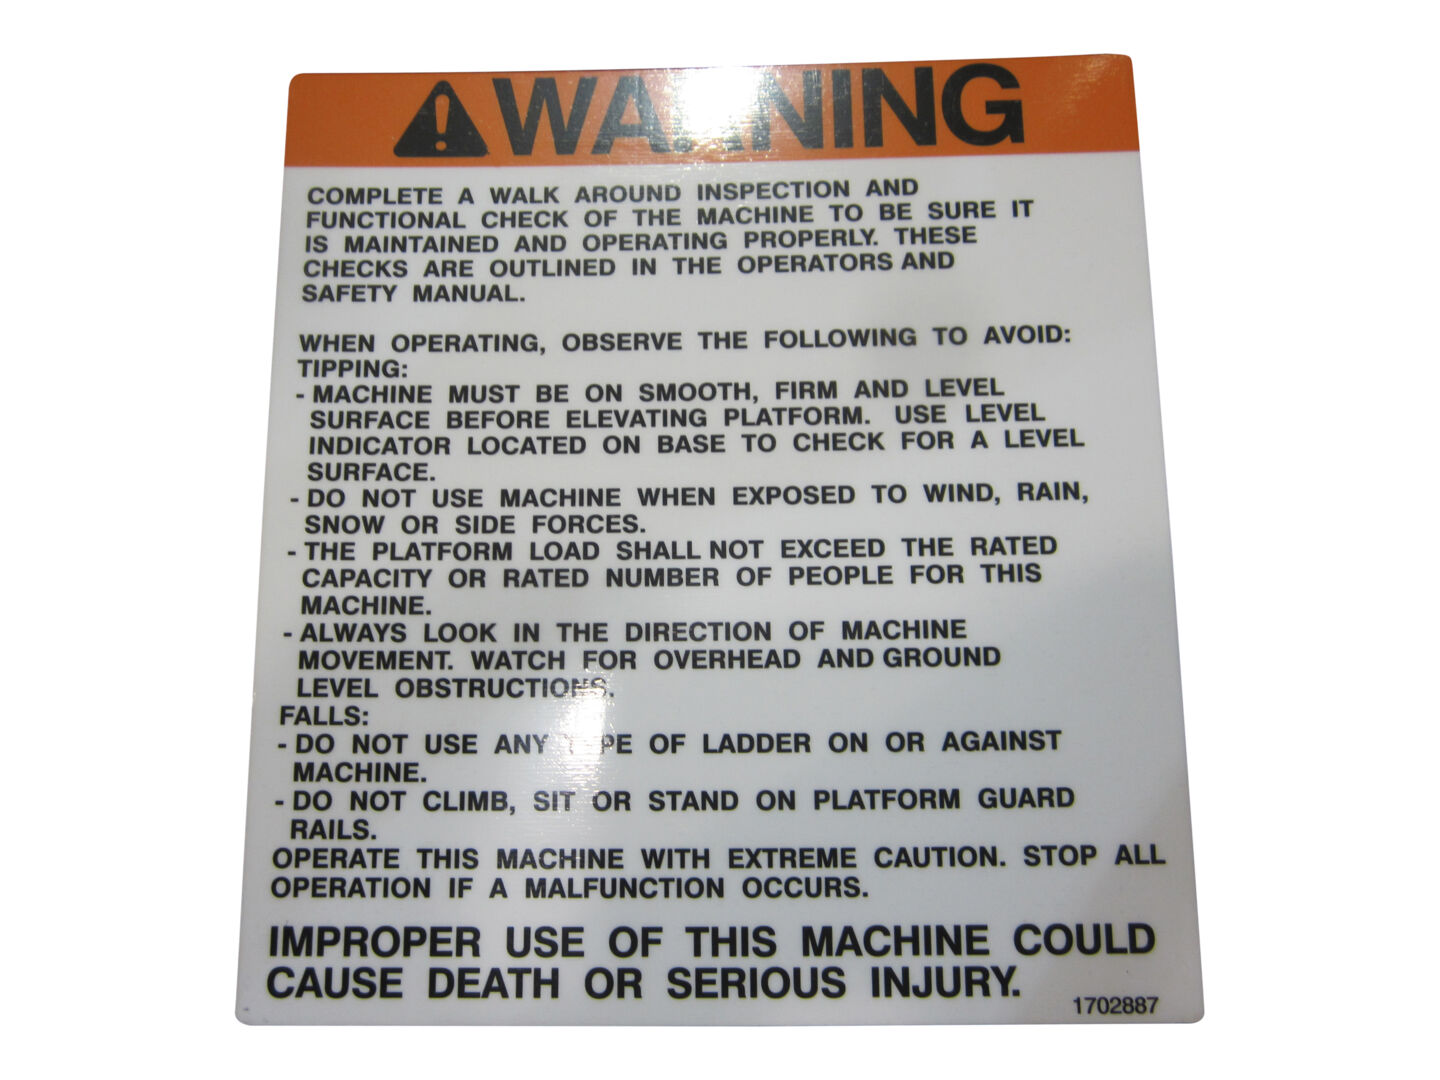 WARNING
COMPLETE A WALK AROUND INSPECTION AND
FUNCTIONAL CHECK OF THE MACHINE TO BE SURE IT
IS MAINTAINED AND OPERATING PROPERLY. THESE
CHECKS ARE OUTLINED IN THE OPERATORS AND
SAFETY MANUAL.
WHEN OPERATING, OBSERVE THE FOLLOWING TO AVOID:
TIPPING:
- MACHINE MUST BE ON SMOOTH, FIRM AND LEVEL
SURFACE BEFORE ELEVATING PLATFORM. USE LEVEL
INDICATOR LOCATED ON BASE TO CHECK FOR A LEVEL
SURFACE.
- DO NOT USE MACHINE WHEN EXPOSED TO WIND, RAIN,
SNOW OR SIDE FORCES.
- THE PLATFORM LOAD SHALL NOT EXCEED THE RATED
CAPACITY OR RATED NUMBER OF PEOPLE FOR THIS
MACHINE.
- ALWAYS LOOK IN THE DIRECTION OF MACHINE
MOVEMENT. WATCH FOR OVERHEAD AND GROUND
LEVEL OBSTRUCTIONS.
FALLS:
- DO NOT USE ANY TYPE OF LADDER ON OR AGAINST
MACHINE.
- DO NOT CLIMB, SIT OR STAND ON PLATFORM GUARD
RAILS.
OPERATE THIS MACHINE WITH EXTREME CAUTION. STOP ALL
OPERATION IF A MALFUNCTION OCCURS.
IMPROPER USE OF THIS MACHINE COULD
CAUSE DEATH OR SERIOUS INJURY.
1702887